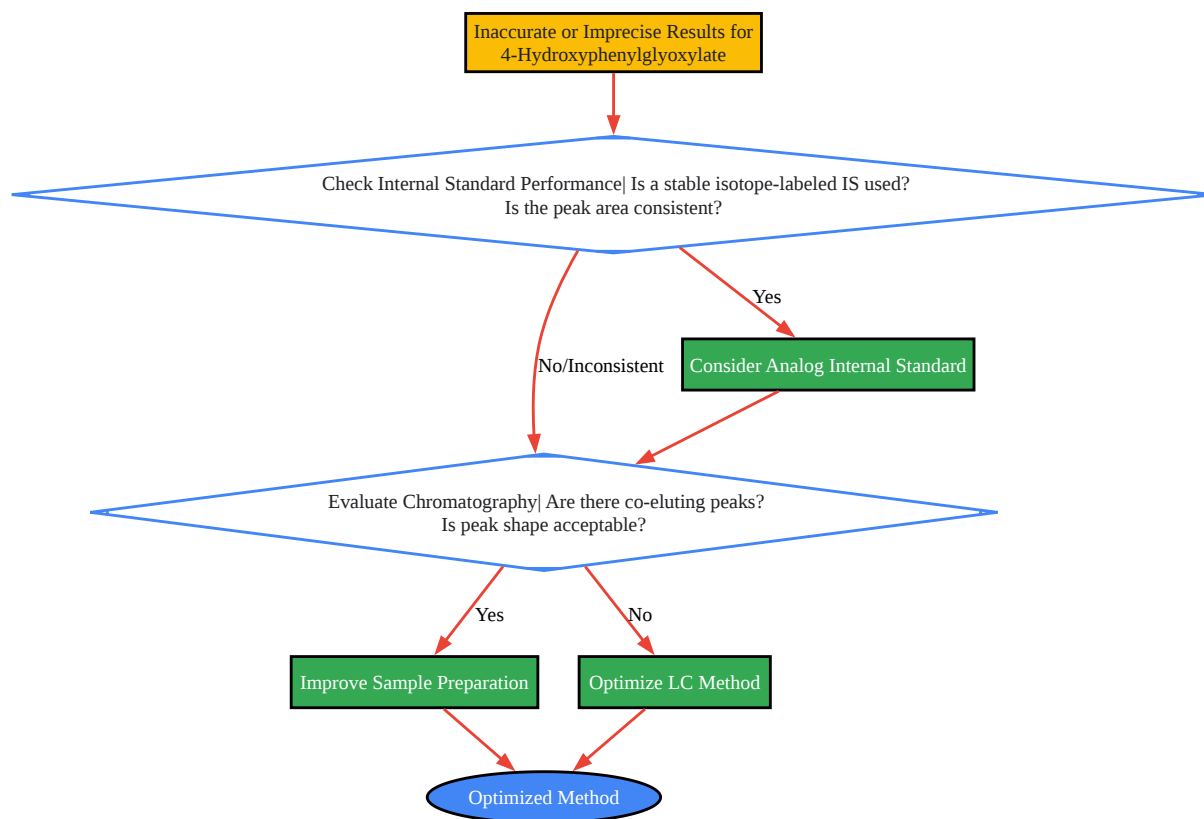 Inaccurate or Imprecise Results for
4-Hydroxyphenylglyoxylate
Check Internal Standard Performance| Is a stable isotope-labeled IS used?
Is the peak area consistent?
Yes
No/Inconsistent
Consider Analog Internal Standard
Evaluate Chromatography| Are there co-eluting peaks?
Is peak shape acceptable?
Yes
No
Improve Sample Preparation
Optimize LC Method
Optimized Method